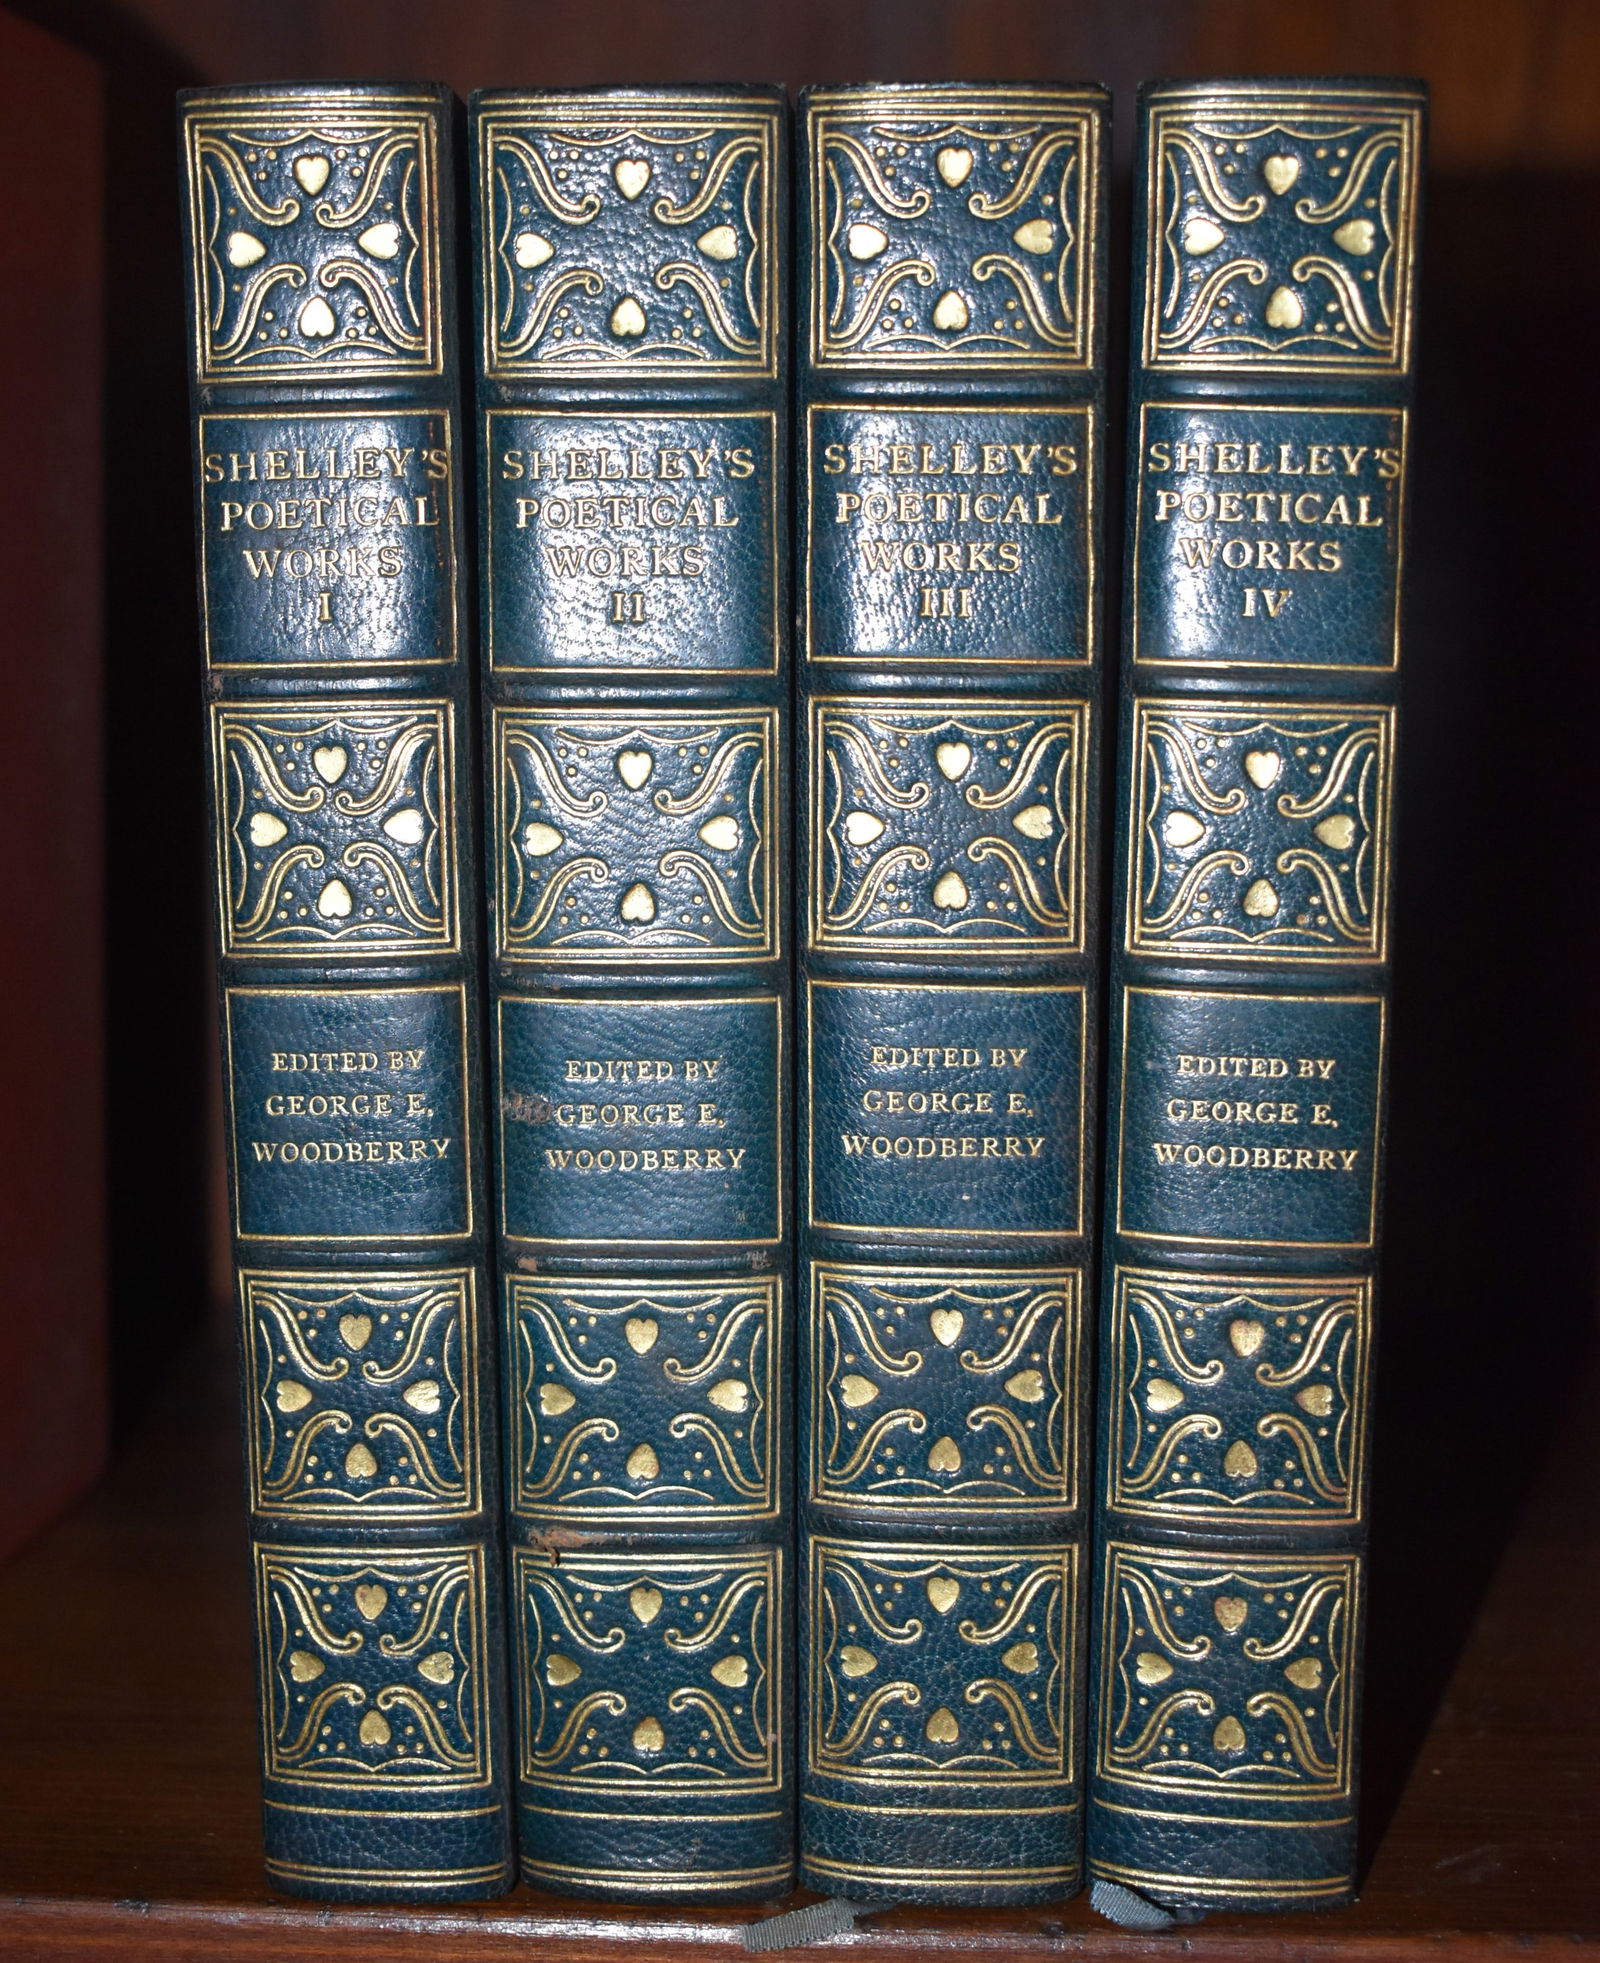 SHELLEY'S
POETICAL
WORKS
I
EDITED BY
GEORGE E.
WOODBERRY
SHELLEY'S
POETICAL
WORKS
II
EDITED BY
GEORGE E.
WOODBERRY
SHELLEY'S
POETICAL
WORKS
III
EDITED BY
GEORGE E.
WOODBERRY
SHELLEY'S
POETICAL
WORKS
IV
EDITED BY
GEORGE E.
WOODBERRY